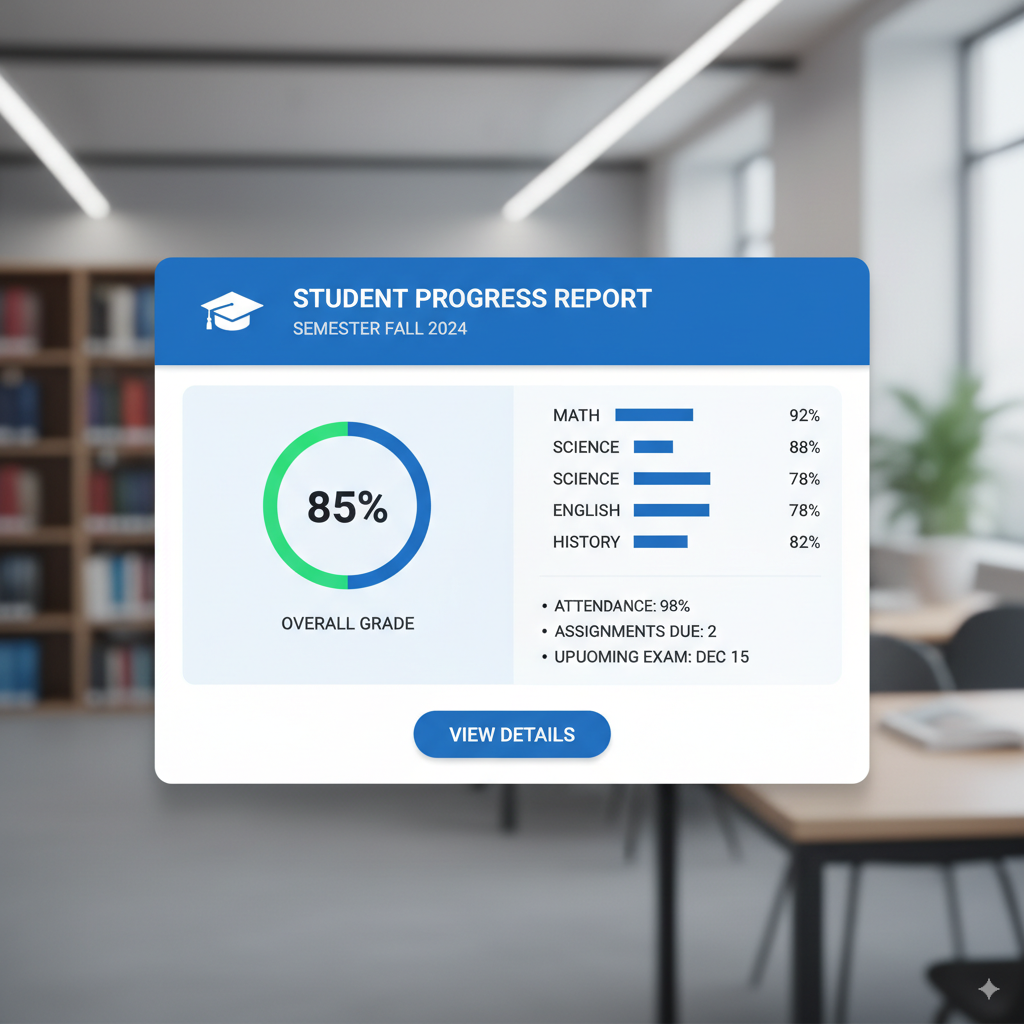 STUDENT PROGRESS REPORT
SEMESTER FALL 2024
85%
OVERALL GRADE
MATH 92%
SCIENCE 88%
SCIENCE 78%
ENGLISH 78%
HISTORY 82%
• ATTENDANCE: 98%
• ASSIGNMENTS DUE: 2
• UPUOMING EXAM: DEC 15
VIEW DETAILS